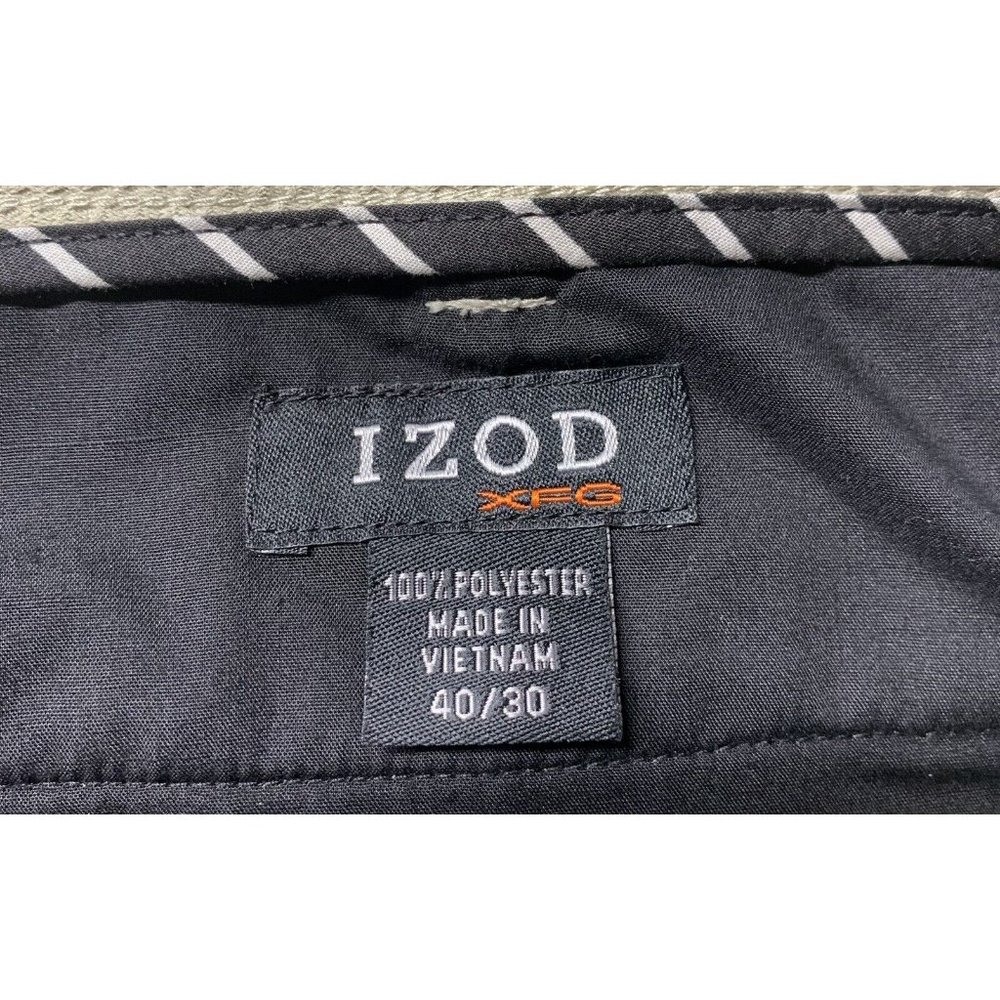 IZOD
XFG
100% POLYESTER
MADE IN
VIETNAM
40/30